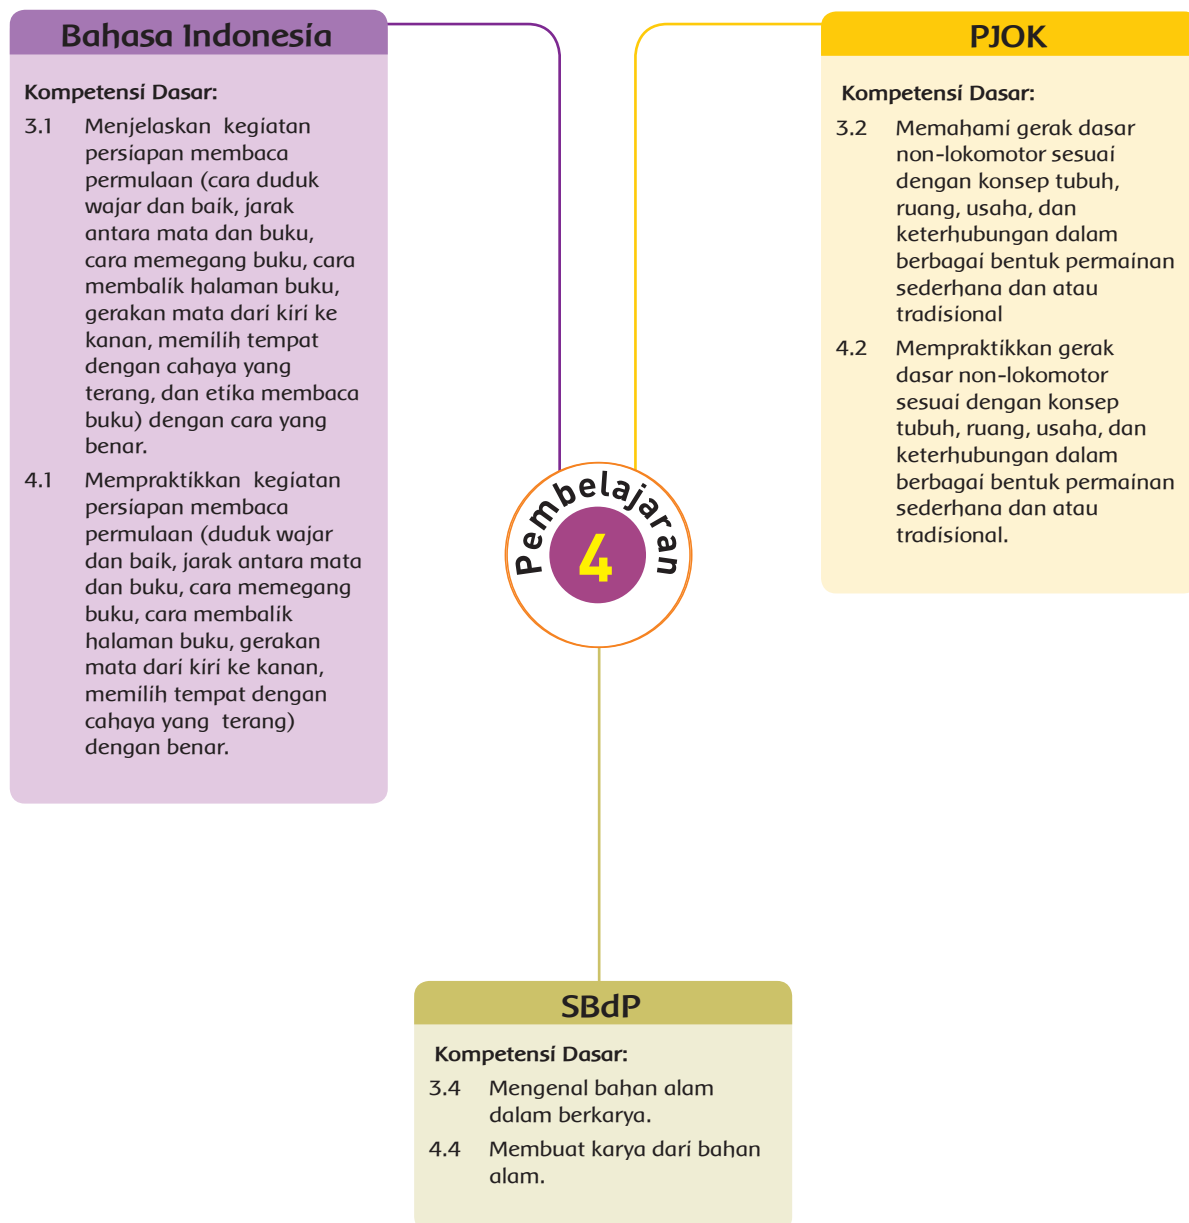 Bahasa Indonesia
Kompetensi Dasar:
3.1 Menjelaskan kegiatan
persiapan membaca
permulaan (cara duduk
wajar dan baik, jarak
antara mata dan buku,
cara memegang buku, cara
membalik halaman buku,
gerakan mata dari kiri ke
kanan, memilih tempat
dengan cahaya yang
terang, dan etika membaca
buku) dengan cara yang
benar.
4.1 Mempraktikkan kegiatan
persiapan membaca
permulaan (duduk wajar
dan baik, jarak antara mata
dan buku, cara memegang
buku, cara membalik
halaman buku, gerakan
mata dari kiri ke kanan,
memilih tempat dengan
cahaya yang terang)
dengan benar.
PJOK
Kompetensi Dasar:
3.2 Memahami gerak dasar
non-lokomotor sesuai
dengan konsep tubuh,
ruang, usaha, dan
keterhubungan dalam
berbagai bentuk permainan
sederhana dan atau
tradisional
4.2 Mempraktikkan gerak
dasar non-lokomotor
sesuai dengan konsep
tubuh, ruang, usaha, dan
keterhubungan dalam
berbagai bentuk permainan
sederhana dan atau
tradisional.
Pembelajaran
4
SBdP
Kompetensi Dasar:
3.4 Mengenal bahan alam
dalam berkarya.
4.4 Membuat karya dari bahan
alam.